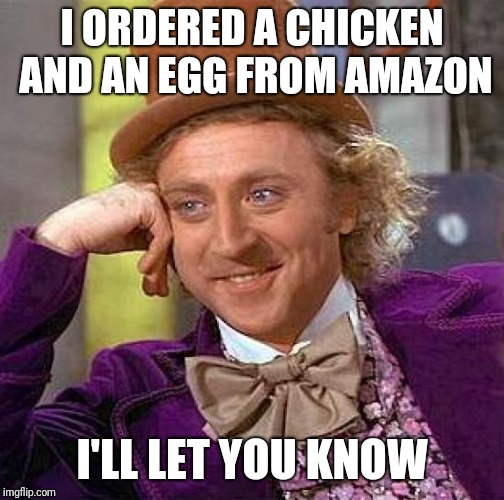 I ORDERED A CHICKEN
AND AN EGG FROM AMAZON
I'LL LET YOU KNOW
imgflip.com